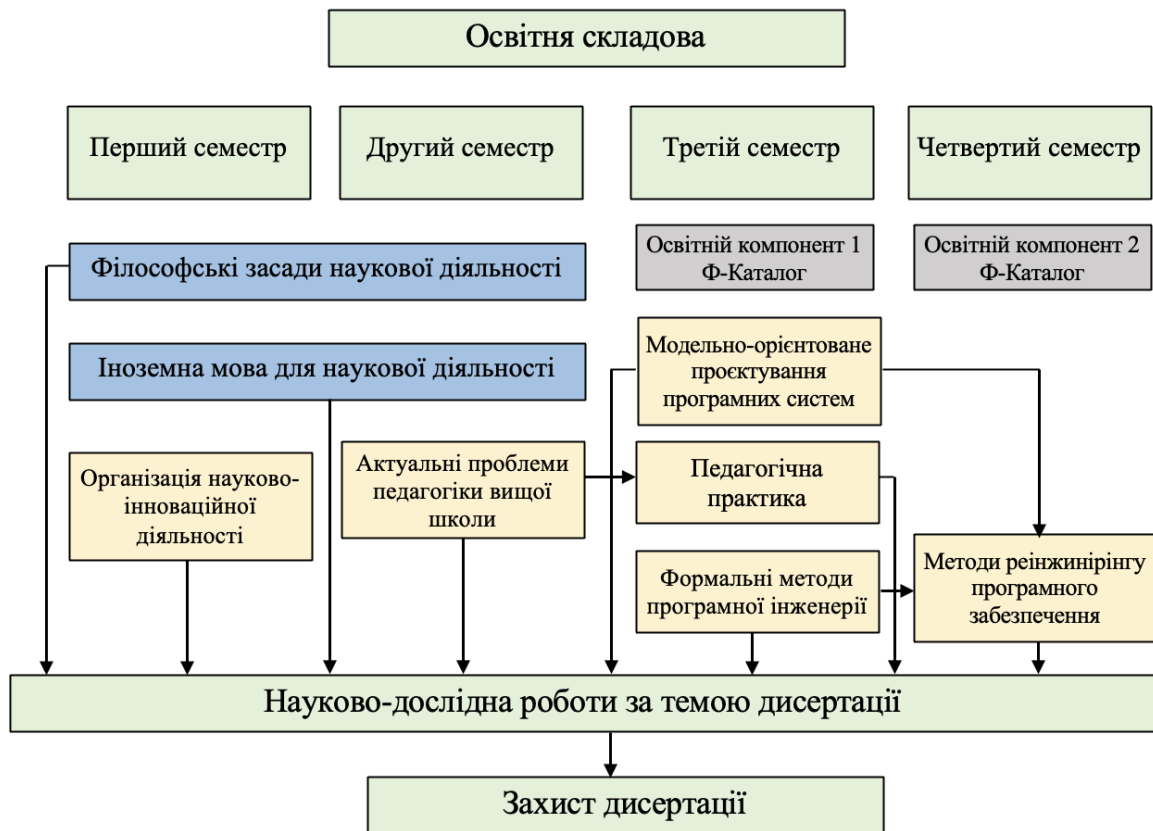 Освітня складова
Перший семестр
Другий семестр
Третій семестр
Четвертий семестр
Філософські засади наукової діяльності
Освітній компонент 1
Ф-Каталог
Освітній компонент 2
Ф-Каталог
Іноземна мова для наукової діяльності
Модельно-орієнтоване
проєктування
програмних систем
Організація науково-
інноваційної
діяльності
Актуальні проблеми
педагогіки вищої
школи
Педагогічна
практика
Формальні методи
програмної інженерії
Методи реінжинірінгу
програмного
забезпечення
Науково-дослідна роботи за темою дисертації
Захист дисертації